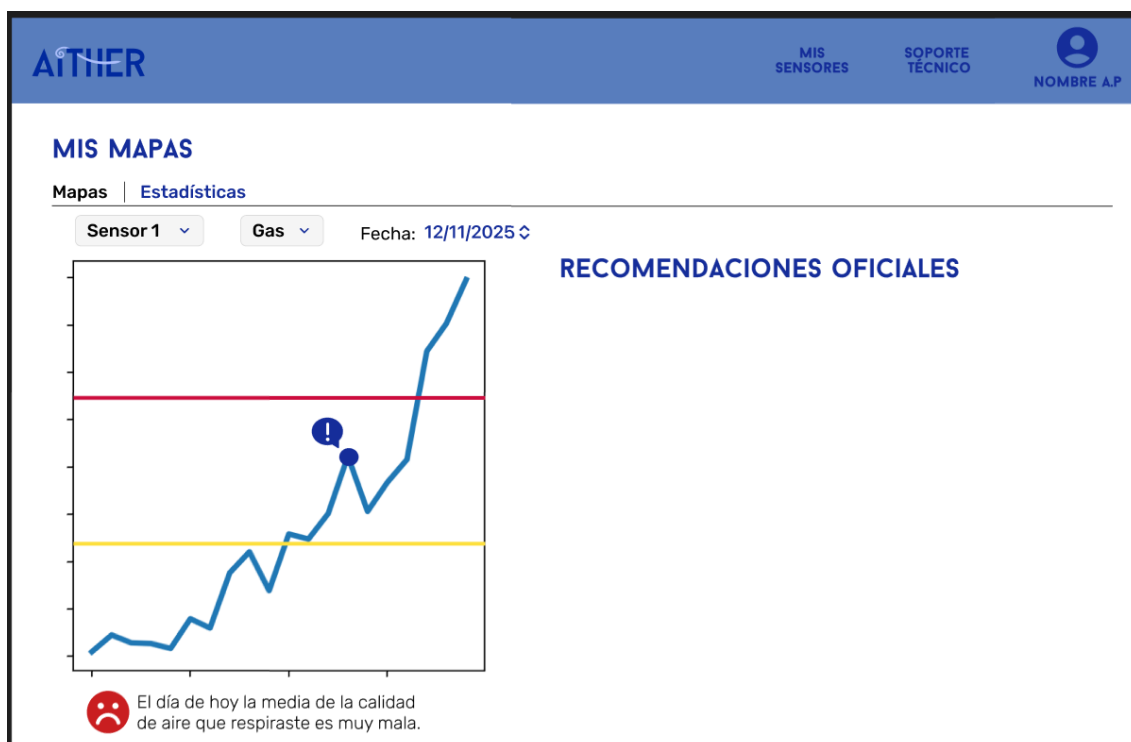 AiTHER
MIS
SENSORES
SOPORTE
TÉCNICO
NOMBRE A.P
MIS MAPAS
Mapas | Estadísticas
Sensor 1
Gas
Fecha: 12/11/2025
RECOMENDACIONES OFICIALES
!
El día de hoy la media de la calidad
de aire que respiraste es muy mala.